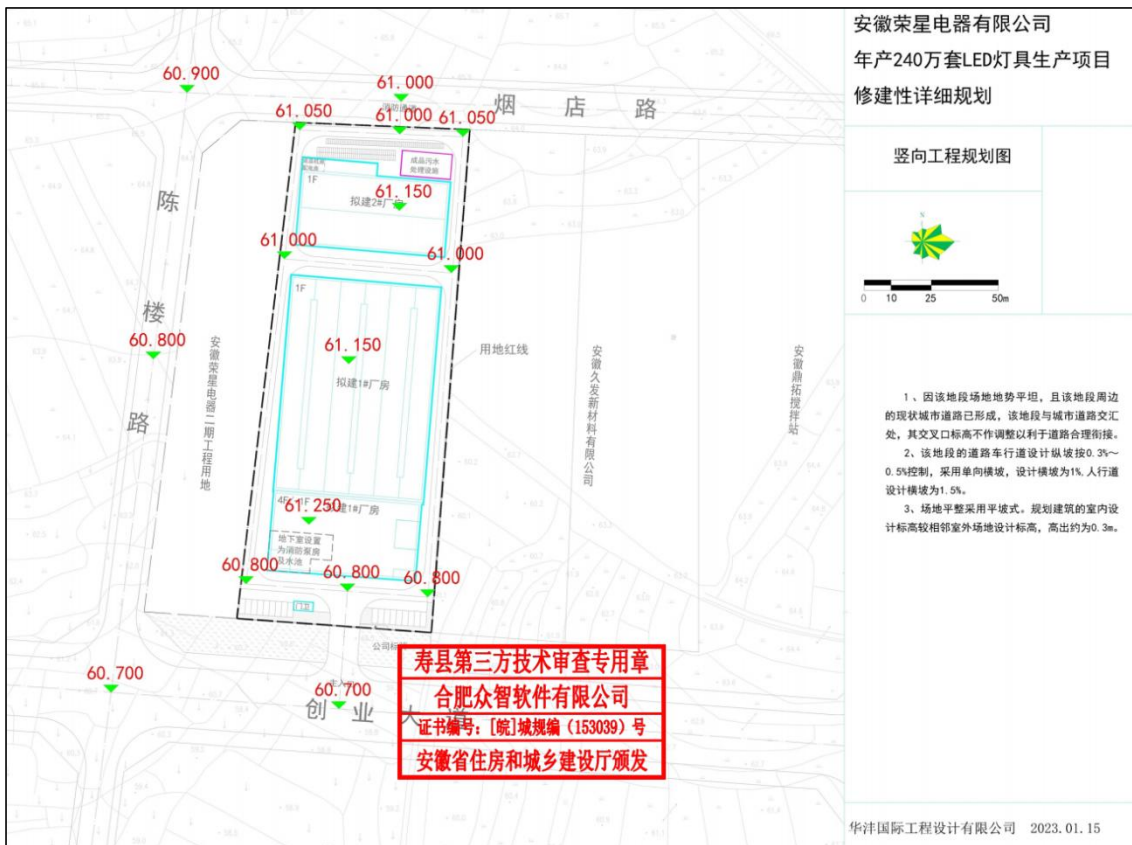 安徽荣星电器有限公司
年产240万套LED灯具生产项目
修建性详细规划
竖向工程规划图
N
0 10 25 50m
1、因该地段场地地势平坦，且该地段周边
的现状城市道路已形成，该地段与城市道路交汇
处，其交叉口标高不作调整以利于道路合理衔接。
2、该地段的道路车行道设计纵坡按0.3%～
0.5%控制，采用单向横坡，设计横坡为1%.人行道
设计横坡为1.5%。
3、场地平整采用平坡式。规划建筑的室内设
计标高较相邻室外场地设计标高，高出约为0.3m。
华沣国际工程设计有限公司 2023.01.15
60.900
61.000
烟店路
61.050
61.000
61.050
成品污水
处理设施
1F
61.150
拟建2#厂房
陈楼路
61.000
61.000
1F
60.800
61.150
拟建1#厂房
用地红线
安徽荣星电器二期工程用地
安徽久发新材料有限公司
安徽鼎拓搅拌站
4F
1F
61.250
拟建1#厂房
地下室设置
为消防泵房
及水池
60.800
60.800
60.800
门卫
60.700
60.700
创业大道
寿县第三方技术审查专用章
合肥众智软件有限公司
证书编号：[皖]城规编（153039）号
安徽省住房和城乡建设厅颁发